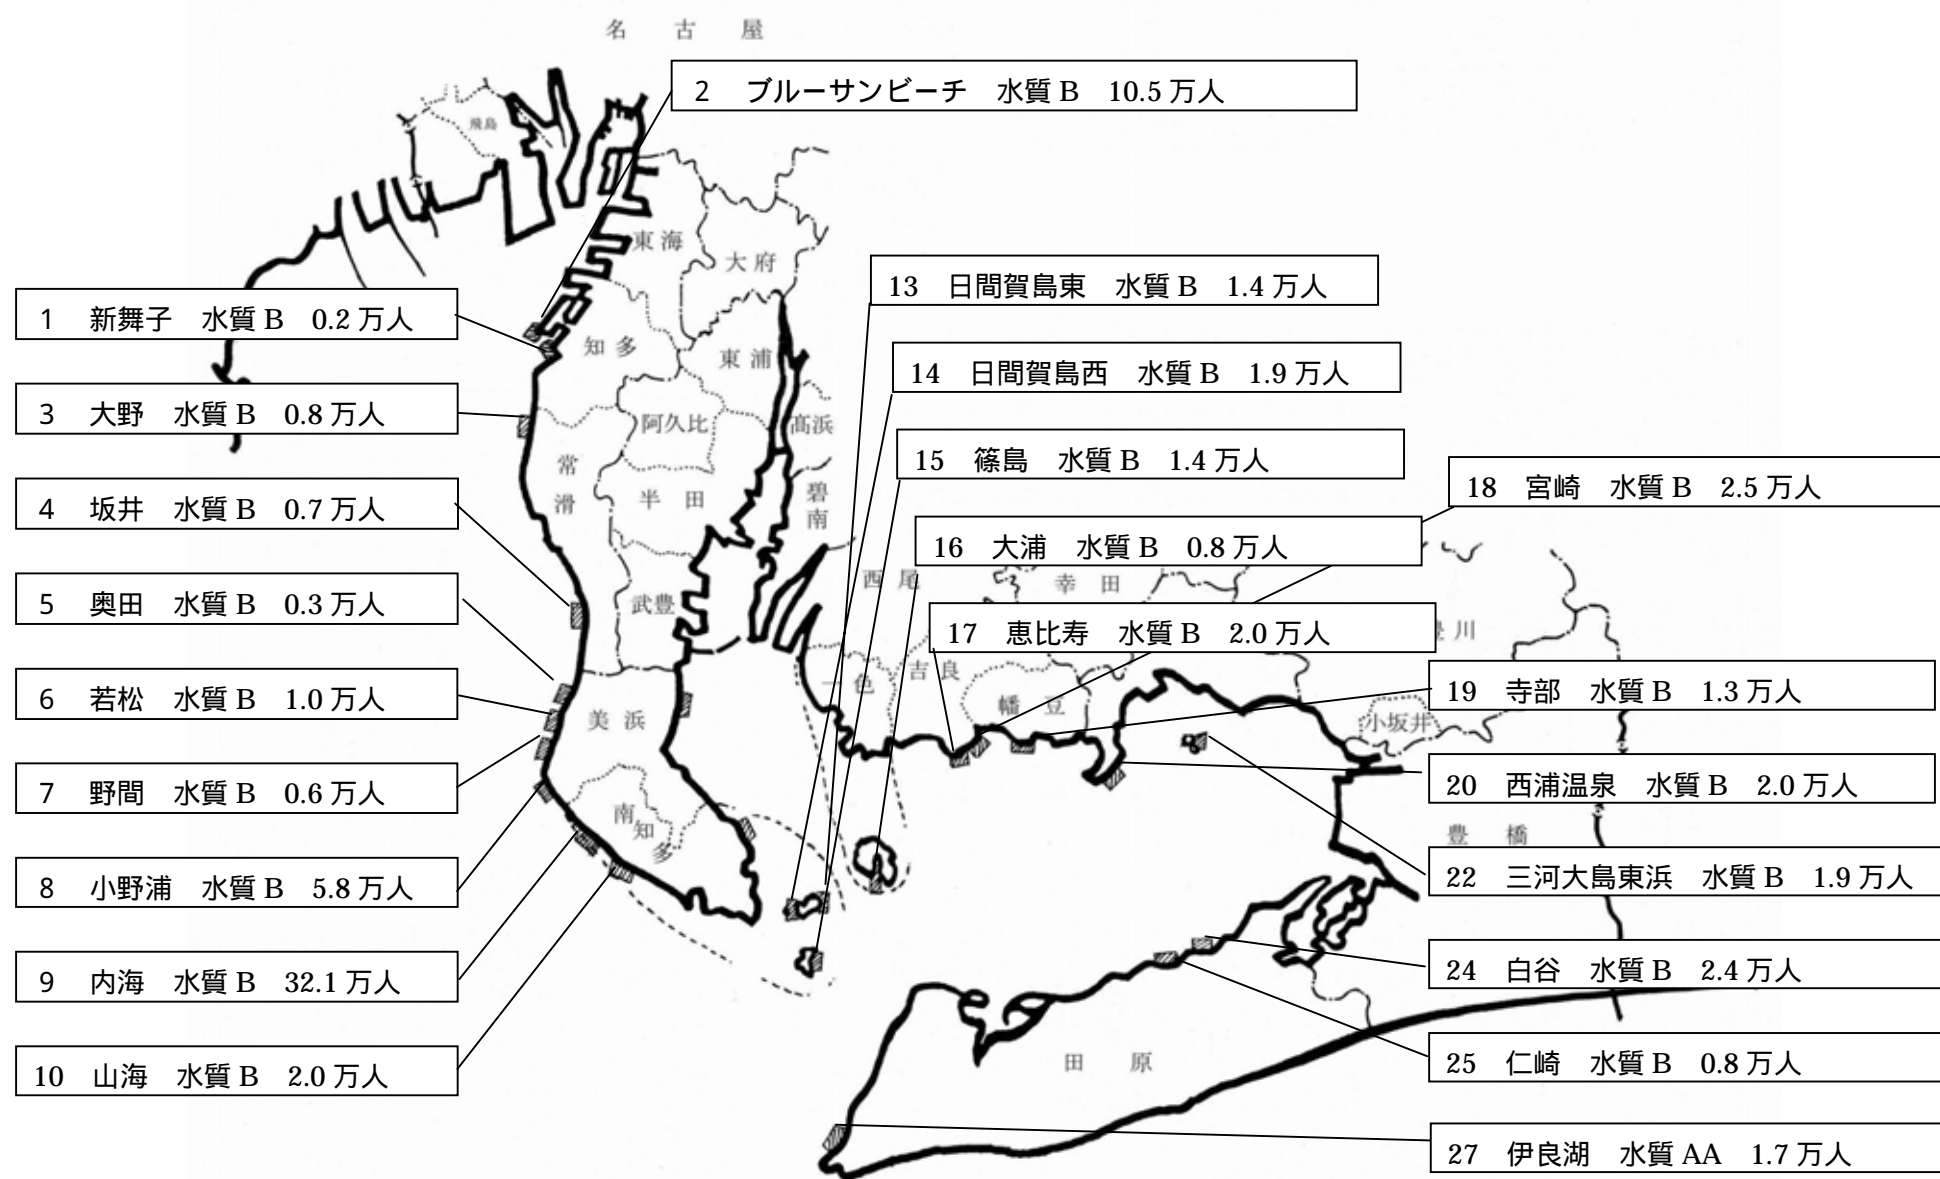 名 古 屋
2 ブルーサンビーチ 水質 B 10.5 万人
飛島
東海
大府
13 日間賀島東 水質 B 1.4 万人
1 新舞子 水質 B 0.2 万人
知多
東浦
14 日間賀島西 水質 B 1.9 万人
3 大野 水質 B 0.8 万人
阿久比
高浜
15 篠島 水質 B 1.4 万人
常滑
半田
碧南
18 宮崎 水質 B 2.5 万人
4 坂井 水質 B 0.7 万人
16 大浦 水質 B 0.8 万人
西尾
幸田
5 奥田 水質 B 0.3 万人
武豊
17 恵比寿 水質 B 2.0 万人
川
吉良
一色
19 寺部 水質 B 1.3 万人
6 若松 水質 B 1.0 万人
美浜
幡豆
小坂井
7 野間 水質 B 0.6 万人
20 西浦温泉 水質 B 2.0 万人
南知多
豊橋
8 小野浦 水質 B 5.8 万人
22 三河大島東浜 水質 B 1.9 万人
9 内海 水質 B 32.1 万人
24 白谷 水質 B 2.4 万人
10 山海 水質 B 2.0 万人
田原
25 仁崎 水質 B 0.8 万人
27 伊良湖 水質 AA 1.7 万人